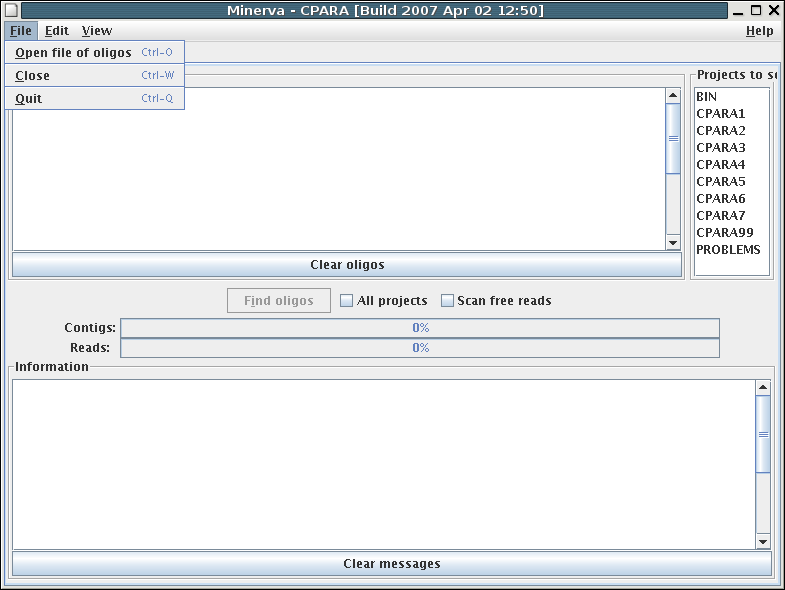 Minerva - CPARA [Build 2007 Apr 02 12:50]
File Edit View Help
Open file of oligos Ctrl-O
Close Ctrl-W
Quit Ctrl-Q
Projects to
BIN
CPARA1
CPARA2
CPARA3
CPARA4
CPARA5
CPARA6
CPARA7
CPARA99
PROBLEMS
Clear oligos
Find oligos All projects Scan free reads
Contigs: 0%
Reads: 0%
Information
Clear messages